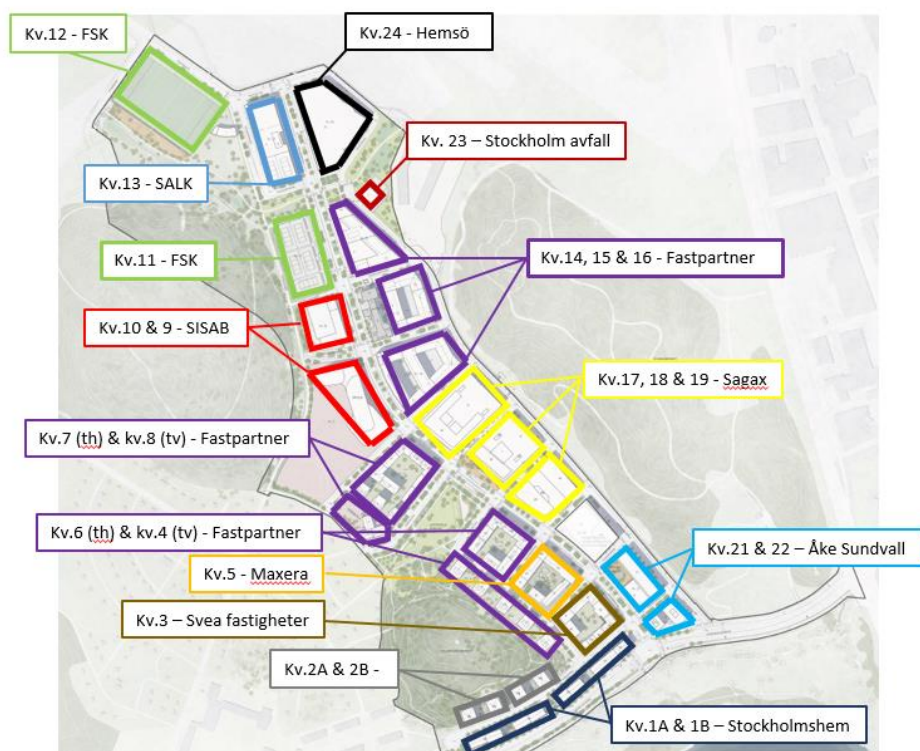 Kv.12 - FSK
Kv.24 - Hemsö
Kv. 23 – Stockholm avfall
Kv.13 - SALK
Kv.11 - FSK
Kv.14, 15 & 16 - Fastpartner
Kv.10 & 9 - SISAB
Kv.17, 18 & 19 - Sagax
Kv.7 (th) & kv.8 (tv) - Fastpartner
Kv.6 (th) & kv.4 (tv) - Fastpartner
Kv.21 & 22 – Åke Sundvall
Kv.5 - Maxera
Kv.3 – Svea fastigheter
Kv.2A & 2B -
Kv.1A & 1B – Stockholmshem